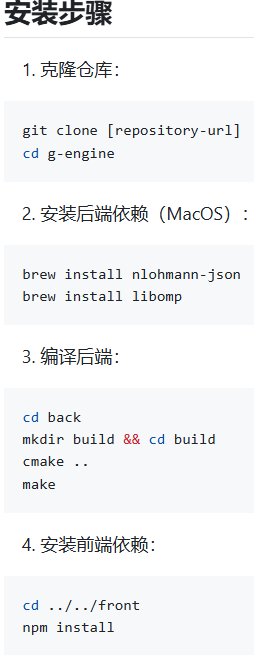 安装步骤
1. 克隆仓库：
git clone [repository-url]
cd g-engine
2. 安装后端依赖（MacOS）：
brew install nlohmann-json
brew install libomp
3. 编译后端：
cd back
mkdir build && cd build
cmake ..
make
4. 安装前端依赖：
cd ../../front
npm install